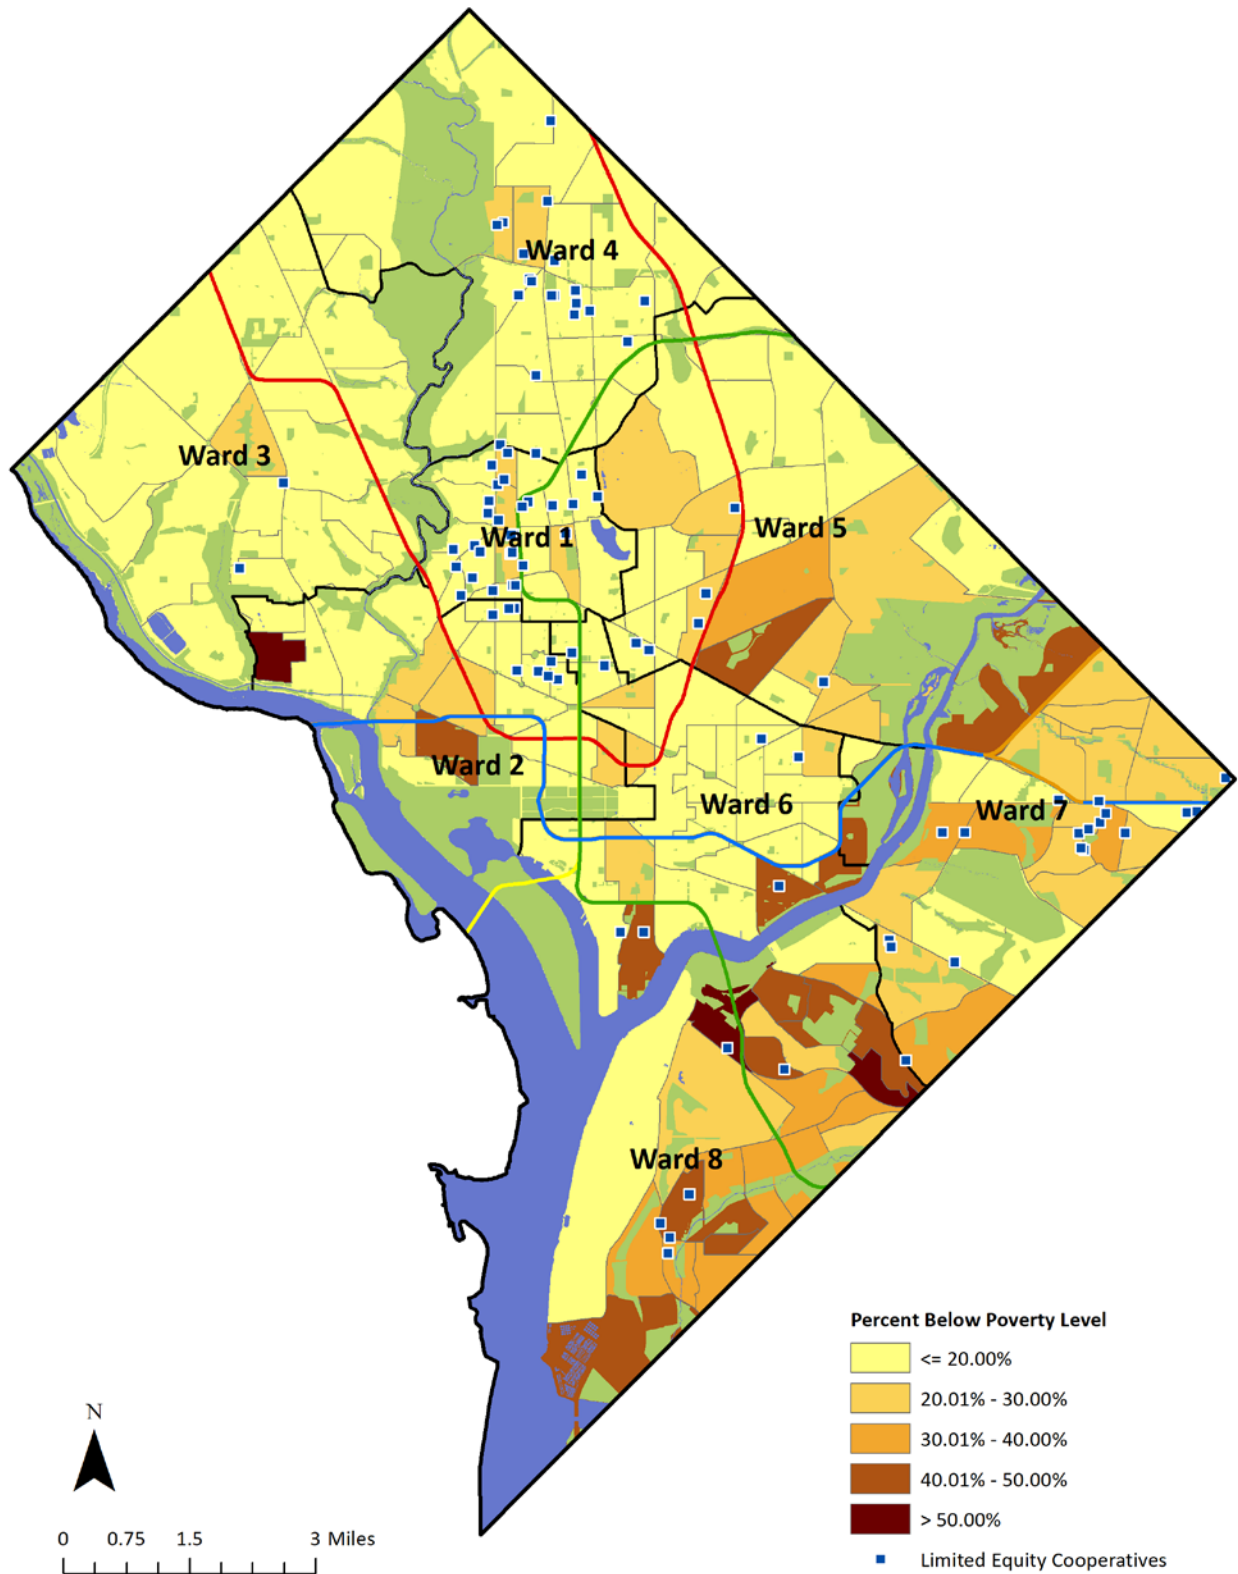 Ward 4
Ward 3
Ward 5
Ward 1
Ward 2
Ward 6
Ward 7
Ward 8
Percent Below Poverty Level
<= 20.00%
20.01% - 30.00%
30.01% - 40.00%
40.01% - 50.00%
> 50.00%
Limited Equity Cooperatives
N
0 0.75 1.5 3 Miles